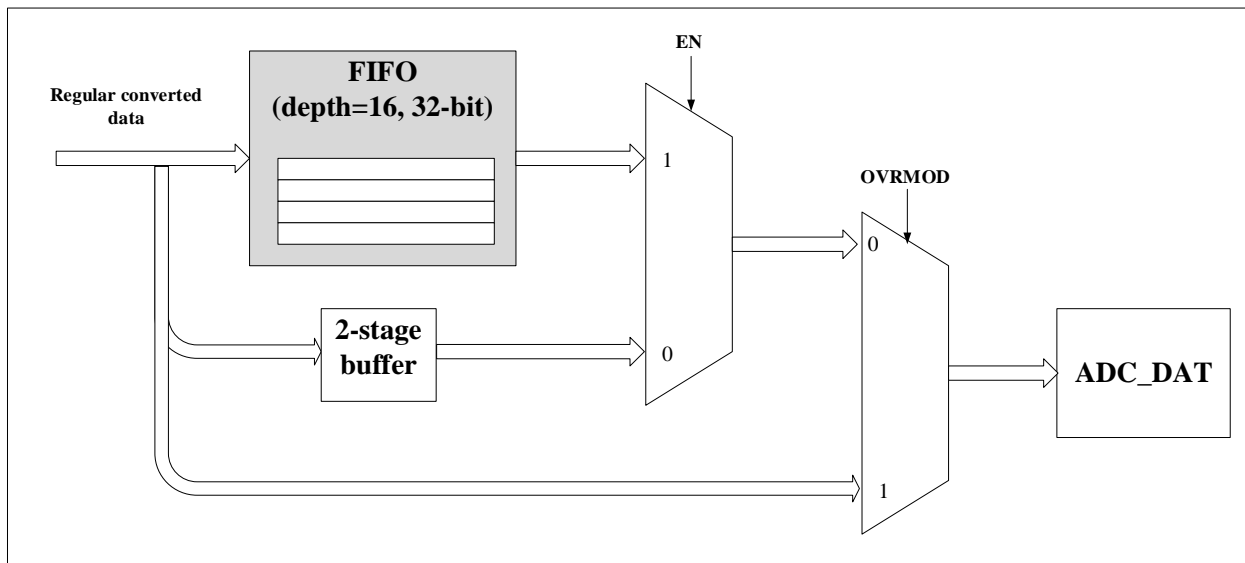 EN
FIFO
(depth=16, 32-bit)
Regular converted
data
1
OVRMOD
0
2-stage
buffer
0
ADC_DAT
1